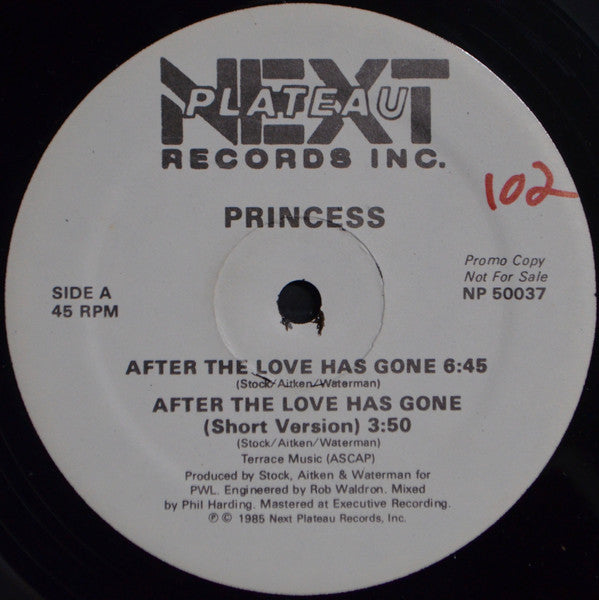 NEXT
PLATEAU
RECORDS INC.
102
PRINCESS
Promo Copy
Not For Sale
NP 50037
SIDE A
45 RPM
AFTER THE LOVE HAS GONE 6:45
(Stock/Aitken/Waterman)
AFTER THE LOVE HAS GONE
(Short Version) 3:50
(Stock/Aitken/Waterman)
Terrace Music (ASCAP)
Produced by Stock, Aitken & Waterman for
PWL. Engineered by Rob Waldron. Mixed
by Phil Harding. Mastered at Executive Recording.
℗ © 1985 Next Plateau Records, Inc.